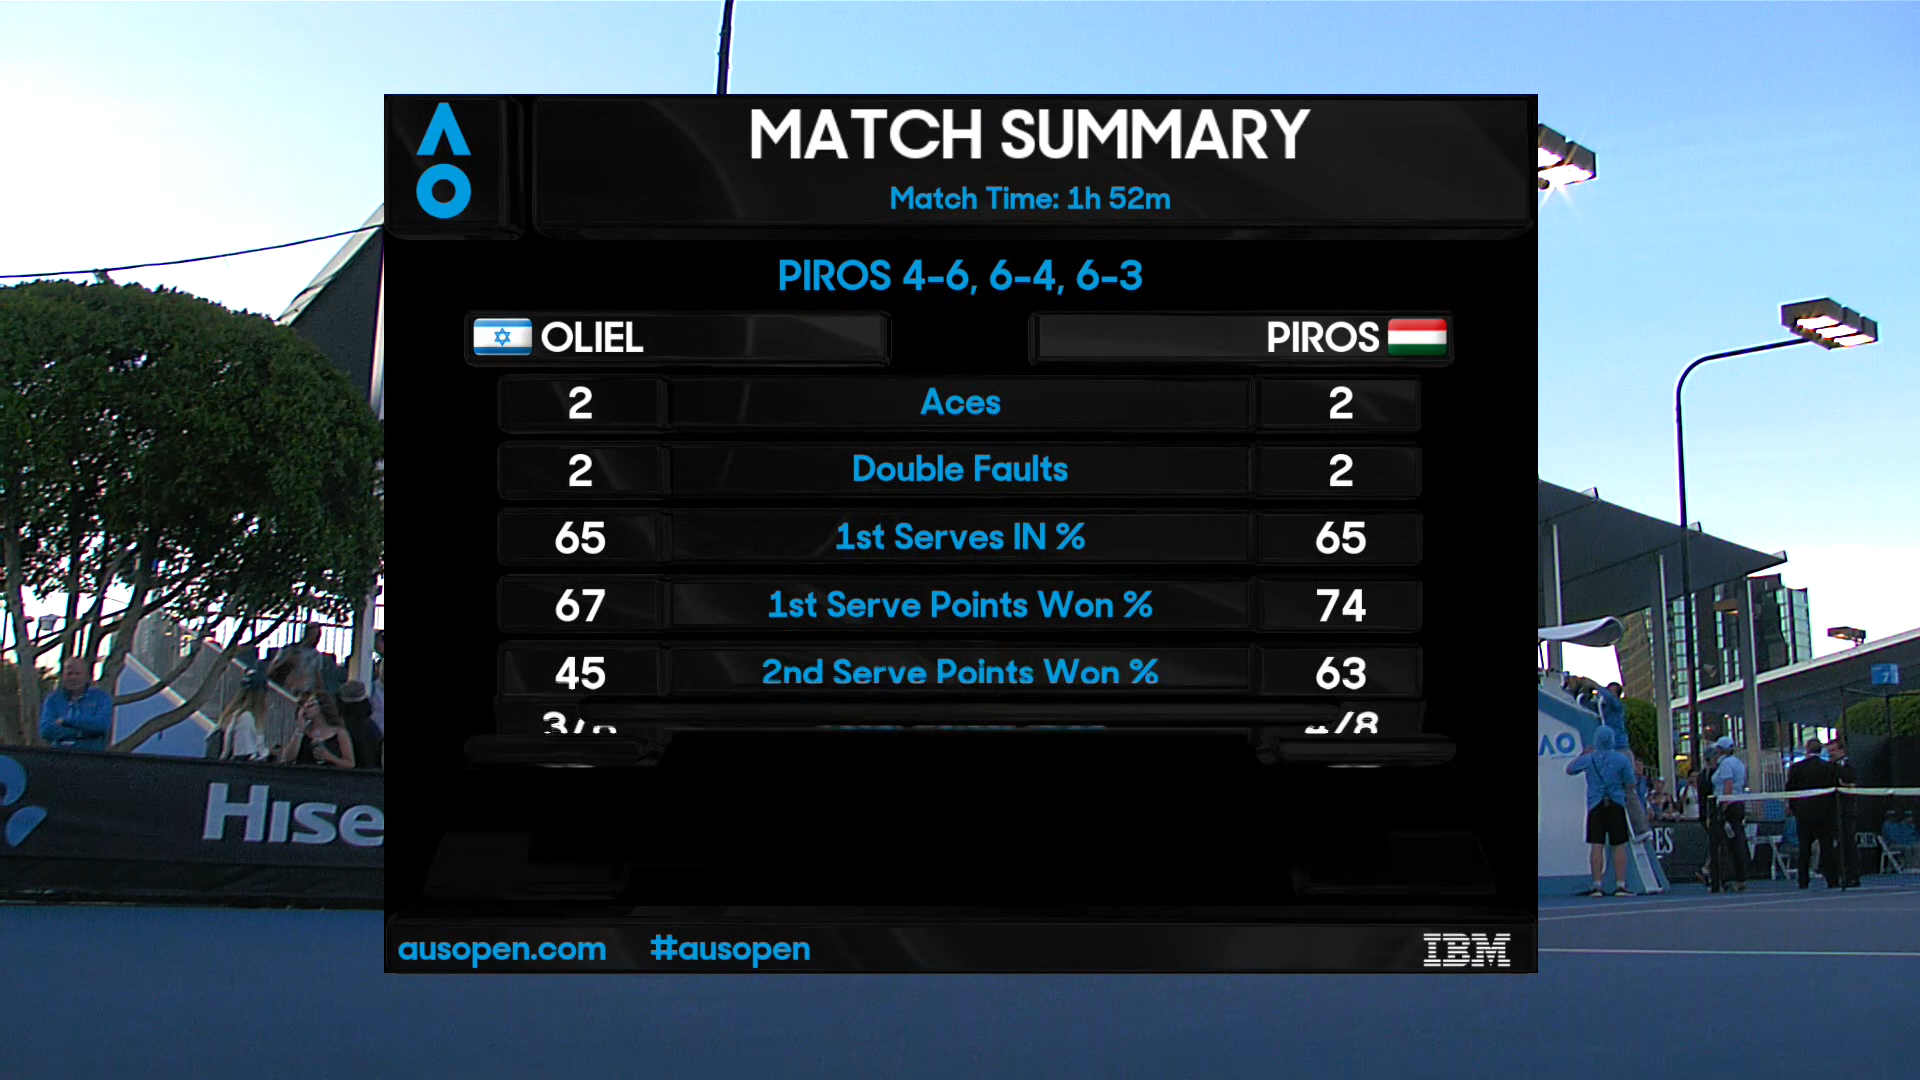 AO
MATCH SUMMARY
Match Time: 1h 52m
PIROS 4-6, 6-4, 6-3
OLIEL PIROS
2 Aces 2
2 Double Faults 2
65 1st Serves IN % 65
67 1st Serve Points Won % 74
45 2nd Serve Points Won % 63
ausopen.com #ausopen IBM
Hise
AO